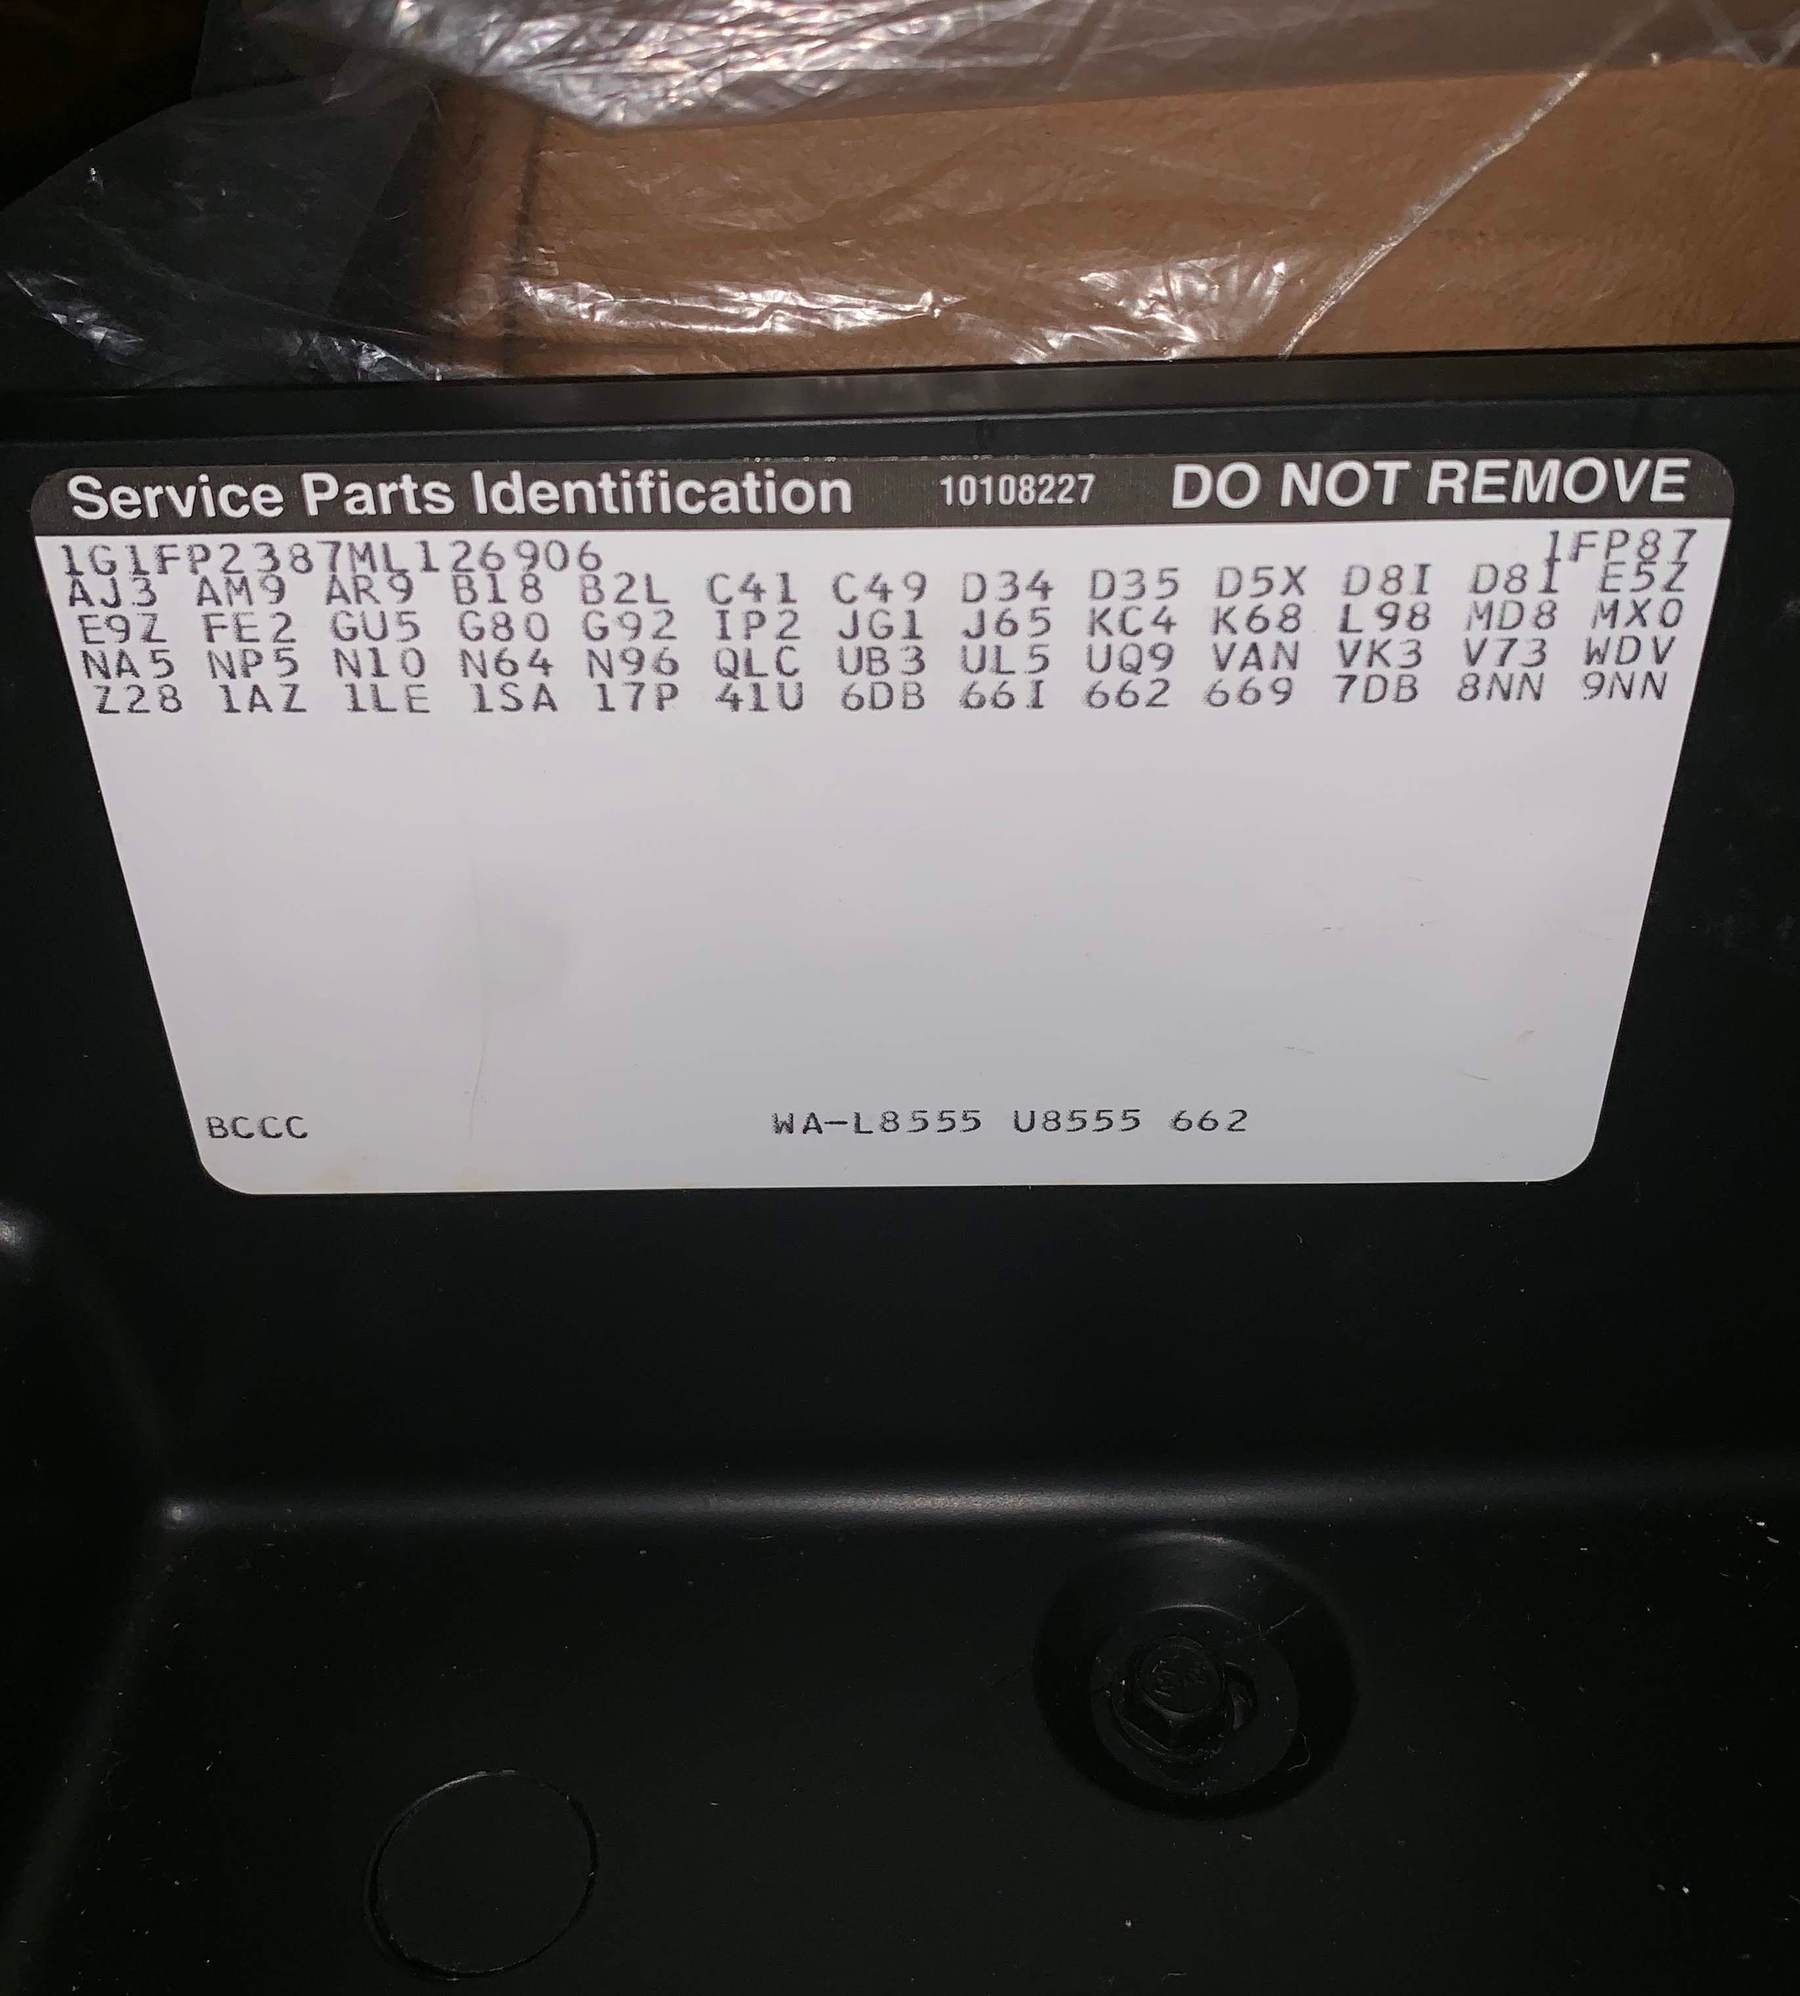 Service Parts Identification 10108227 DO NOT REMOVE
1G1FP2387ML126906 1FP87
AJ3 AM9 AR9 B18 B2L C41 C49 D34 D35 D5X D8I D81 E5Z
E9Z FE2 GU5 G80 G92 IP2 JG1 J65 KC4 K68 L98 MD8 MX0
NA5 NP5 N10 N64 N96 QLC UB3 UL5 UQ9 VAN VK3 V73 WDV
Z28 1AZ 1LE 1SA 17P 41U 6DB 66I 662 669 7DB 8NN 9NN
BCCC WA-L8555 U8555 662